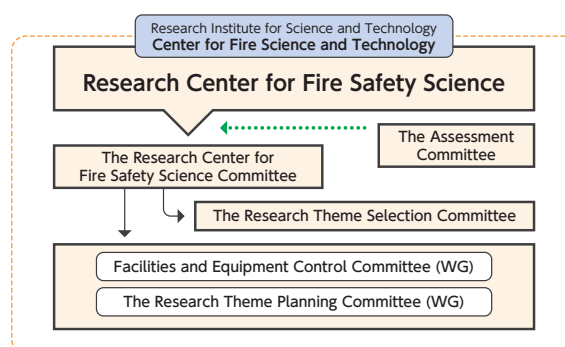 Research Institute for Science and Technology
Center for Fire Science and Technology
Research Center for Fire Safety Science
The Assessment
Committee
The Research Center for
Fire Safety Science Committee
The Research Theme Selection Committee
Facilities and Equipment Control Committee (WG)
The Research Theme Planning Committee (WG)